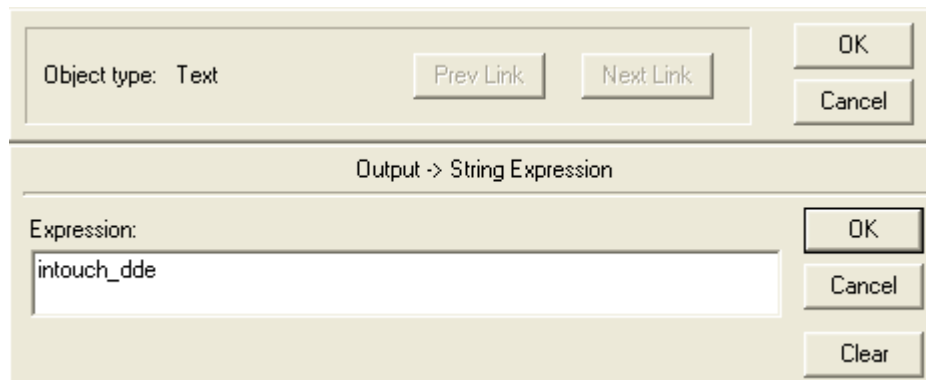 Object type: Text
Prev Link
Next Link
OK
Cancel
Output -> String Expression
Expression:
intouch_dde
OK
Cancel
Clear